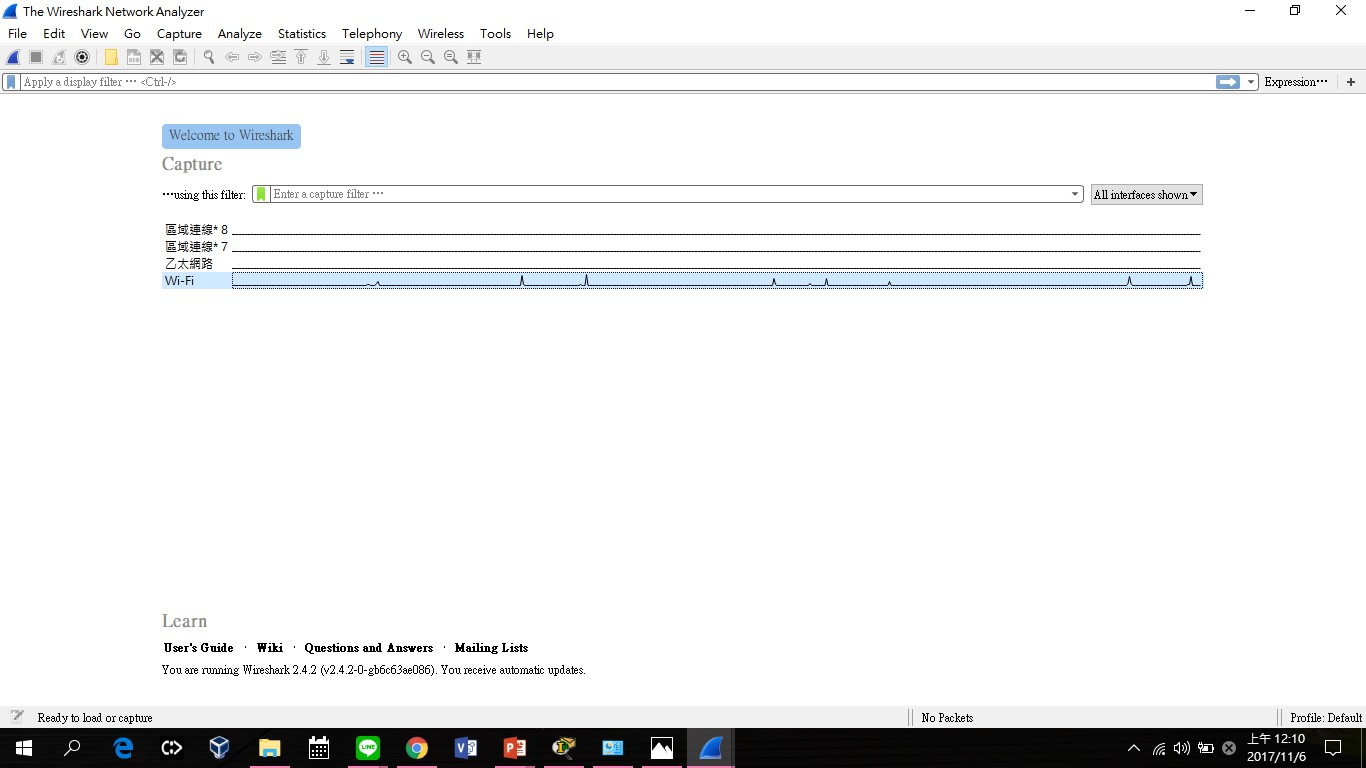 The Wireshark Network Analyzer
File Edit View Go Capture Analyze Statistics Telephony Wireless Tools Help
Apply a display filter ⋯ <Ctrl-/> Expression⋯ +
Welcome to Wireshark
Capture
⋯using this filter: Enter a capture filter ⋯ All interfaces shown
區域連線* 8
區域連線* 7
乙太網路
Wi-Fi
Learn
User's Guide · Wiki · Questions and Answers · Mailing Lists
You are running Wireshark 2.4.2 (v2.4.2-0-gb6c63ae086). You receive automatic updates.
Ready to load or capture No Packets Profile: Default
上午 12:10
2017/11/6